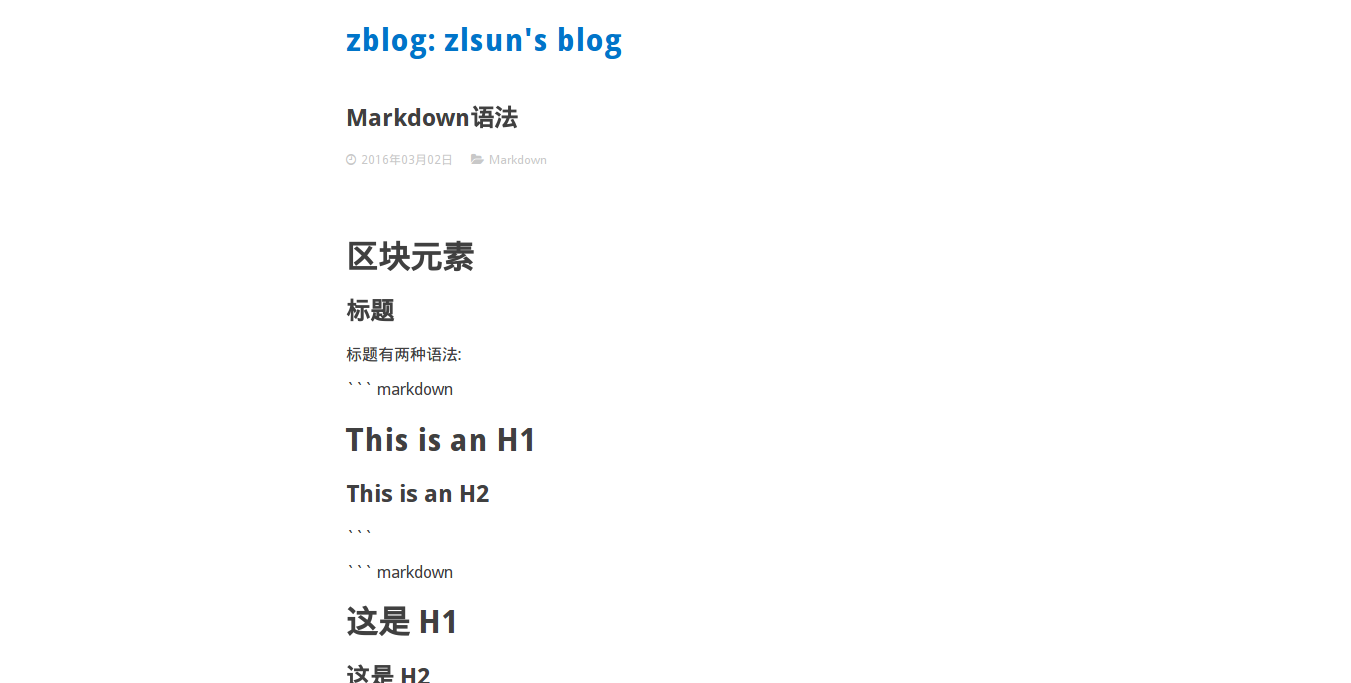 zblog: zlsun's blog
Markdown语法
2016年03月02日 Markdown
区块元素
标题
标题有两种语法:
``` markdown
This is an H1
This is an H2
```
``` markdown
这是 H1
这是 H2